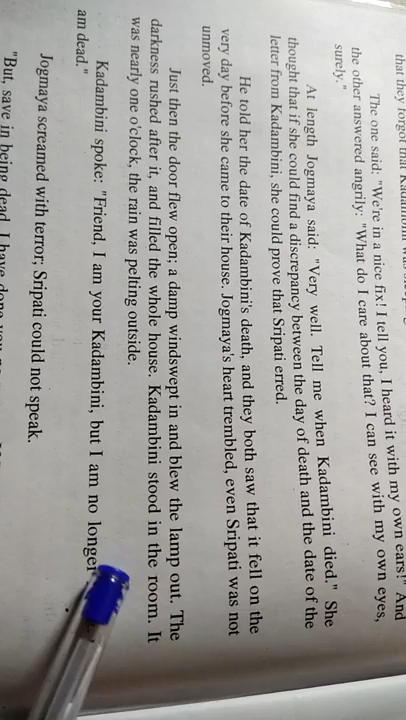 that they forgot that Kadambini was
The one said: "We're in a nice fix! I tell you, I heard it with my own ears!" And
the other answered angrily: "What do I care about that? I can see with my own eyes,
surely."
At length Jogmaya said: "Very well. Tell me when Kadambini died." She
thought that if she could find a discrepancy between the day of death and the date of the
letter from Kadambini, she could prove that Sripati erred.
He told her the date of Kadambini's death, and they both saw that it fell on the
very day before she came to their house. Jogmaya's heart trembled, even Sripati was not
unmoved.
Just then the door flew open; a damp windswept in and blew the lamp out. The
darkness rushed after it, and filled the whole house. Kadambini stood in the room. It
was nearly one o'clock, the rain was pelting outside.
Kadambini spoke: "Friend, I am your Kadambini, but I am no longer
am dead."
Jogmaya screamed with terror; Sripati could not speak.
"But, save in being dead, I have done you